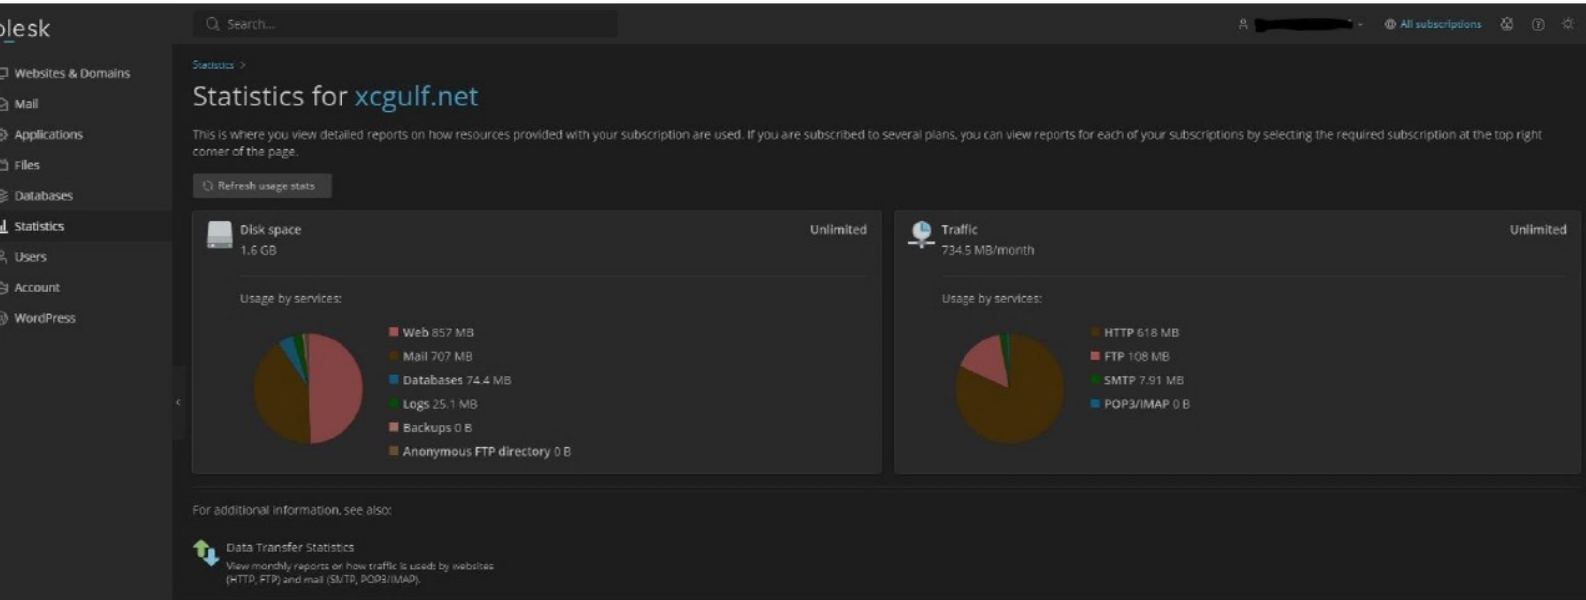 plesk
Search...
All subscriptions
Websites & Domains
Mail
Applications
Files
Databases
Statistics
Users
Account
WordPress
Statistics >
Statistics for xcgulf.net
This is where you view detailed reports on how resources provided with your subscription are used. If you are subscribed to several plans, you can view reports for each of your subscriptions by selecting the required subscription at the top right
corner of the page.
Refresh usage stats
Disk space
Unlimited
1.6 GB
Usage by services:
Web 857 MB
Mail 707 MB
Databases 74.4 MB
Logs 25.1 MB
Backups 0 B
Anonymous FTP directory 0 B
Traffic
Unlimited
734.5 MB/month
Usage by services:
HTTP 618 MB
FTP 108 MB
SMTP 7.91 MB
POP3/IMAP 0 B
For additional information, see also:
Data Transfer Statistics
View monthly reports on how traffic is used: by websites
(HTTP, FTP) and mail (SMTP, POP3/IMAP).